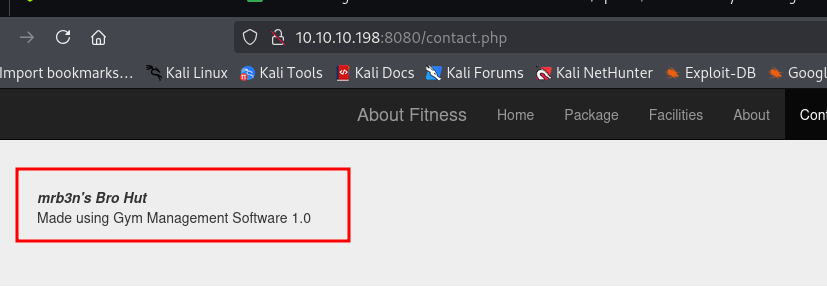 10.10.10.198:8080/contact.php
Import bookmarks... Kali Linux Kali Tools Kali Docs Kali Forums Kali NetHunter Exploit-DB Googl
About Fitness Home Package Facilities About Cont
mrb3n's Bro Hut
Made using Gym Management Software 1.0